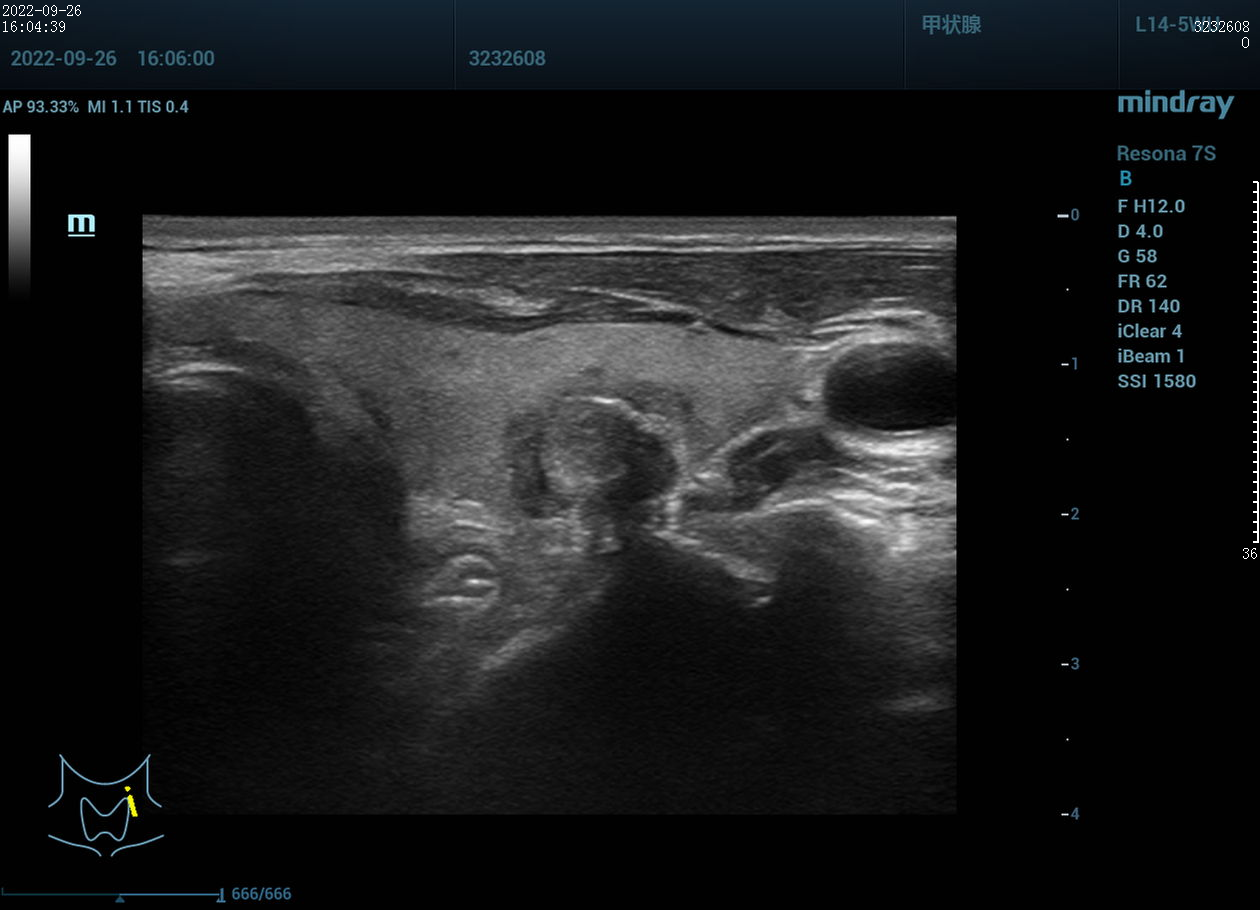 2022-09-26
16:04:39
2022-09-26 16:06:00
3232608
甲状腺
3232608
0
AP 93.33% MI 1.1 TIS 0.4
mindray
Resona 7S
B
F H12.0
D 4.0
G 58
FR 62
DR 140
iClear 4
iBeam 1
SSI 1580
m
0
1
2
3
4
36
666/666